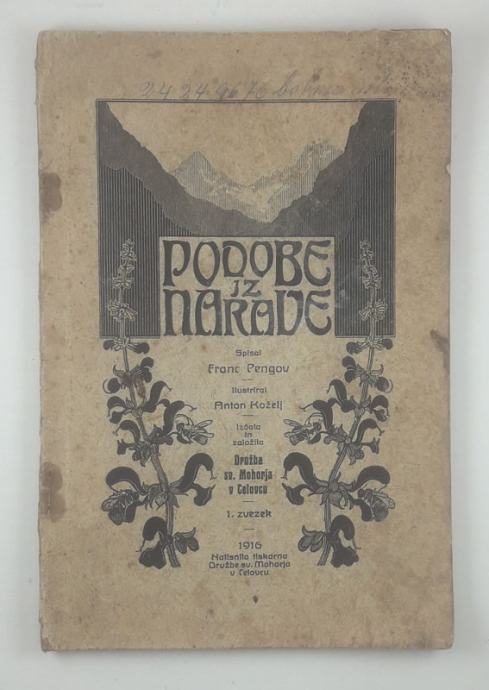 PODOBE
IZ
NARAVE
Spisal
Franc Pengov
Ilustriral
Anton Koželj
Izdala
in
založila
Družba
sv. Mohorja
v Celovcu
1. zvezek
1916
Natisnila tiskarna
Družbe sv. Mohorja
v Celovcu